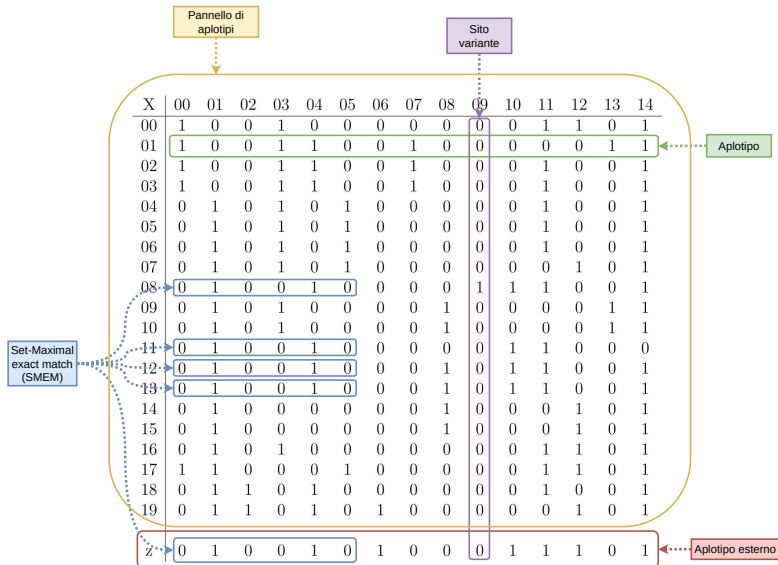 Pannello di
aplotipi
Sito
variante
X 00 01 02 03 04 05 06 07 08 09 10 11 12 13 14
00 1 0 0 1 0 0 0 0 0 0 0 1 1 0 1
01 1 0 0 1 1 0 0 1 0 0 0 0 0 1 1
Aplotipo
02 1 0 0 1 1 0 0 1 0 0 0 1 0 0 1
03 1 0 0 1 1 0 0 1 0 0 0 1 0 0 1
04 0 1 0 1 0 1 0 0 0 0 0 1 0 0 1
05 0 1 0 1 0 1 0 0 0 0 0 1 0 0 1
06 0 1 0 1 0 1 0 0 0 0 0 1 0 0 1
07 0 1 0 1 0 1 0 0 0 0 0 0 1 0 1
08 0 1 0 0 1 0 0 0 0 1 1 1 0 0 1
09 0 1 0 1 0 0 0 0 1 0 0 0 0 1 1
10 0 1 0 1 0 0 0 0 1 0 0 0 0 1 1
Set-Maximal
exact match
(SMEM)
11 0 1 0 0 1 0 0 0 0 0 1 1 0 0 0
12 0 1 0 0 1 0 0 0 1 0 1 1 0 0 1
13 0 1 0 0 1 0 0 0 1 0 1 1 0 0 1
14 0 1 0 0 0 0 0 0 1 0 0 0 1 0 1
15 0 1 0 0 0 0 0 0 1 0 0 0 1 0 1
16 0 1 0 1 0 0 0 0 0 0 0 1 1 0 1
17 1 1 0 0 0 1 0 0 0 0 0 1 1 0 1
18 0 1 1 0 1 0 0 0 0 0 0 1 0 0 1
19 0 1 1 0 1 0 1 0 0 0 0 0 1 0 1
z 0 1 0 0 1 0 1 0 0 0 1 1 1 0 1
Aplotipo esterno